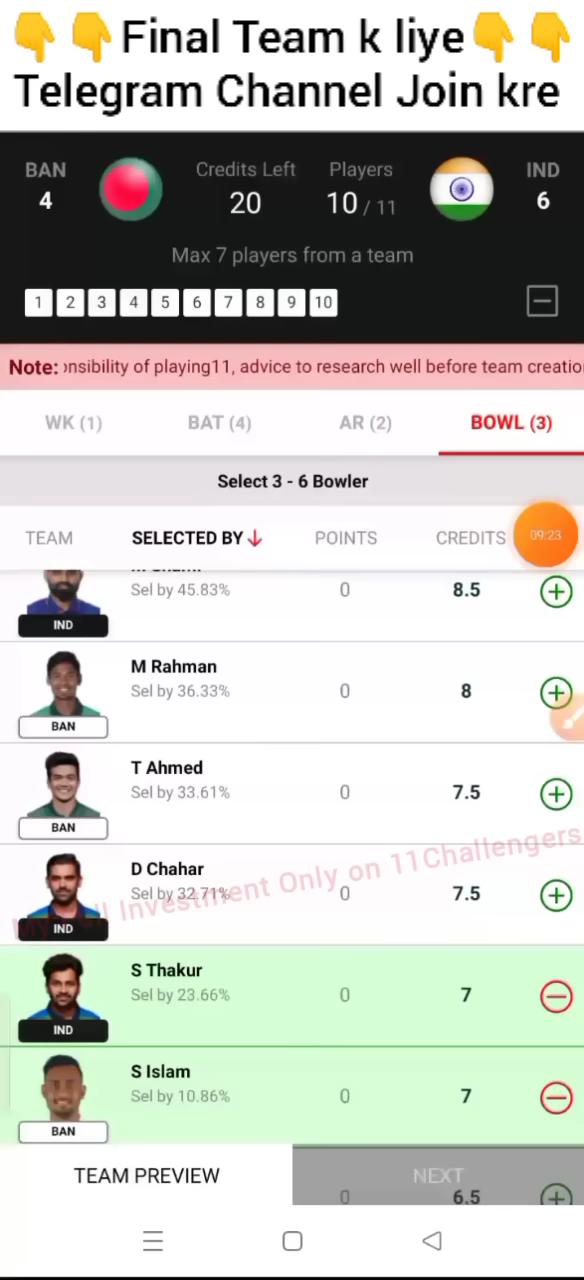 👇👇Final Team k liye👇👇
Telegram Channel Join kre
BAN
4
Credits Left
20
Players
10 / 11
IND
6
Max 7 players from a team
1 2 3 4 5 6 7 8 9 10
Note: onsibility of playing11, advice to research well before team creatio
WK (1) BAT (4) AR (2) BOWL (3)
Select 3 - 6 Bowler
TEAM SELECTED BY POINTS CREDITS
09:23
Sel by 45.83% 0 8.5
IND
M Rahman
Sel by 36.33% 0 8
BAN
T Ahmed
Sel by 33.61% 0 7.5
BAN
D Chahar
Sel by 32.71% 0 7.5
IND
Investment Only on 11Challengers
S Thakur
Sel by 23.66% 0 7
IND
S Islam
Sel by 10.86% 0 7
BAN
TEAM PREVIEW NEXT
0 6.5